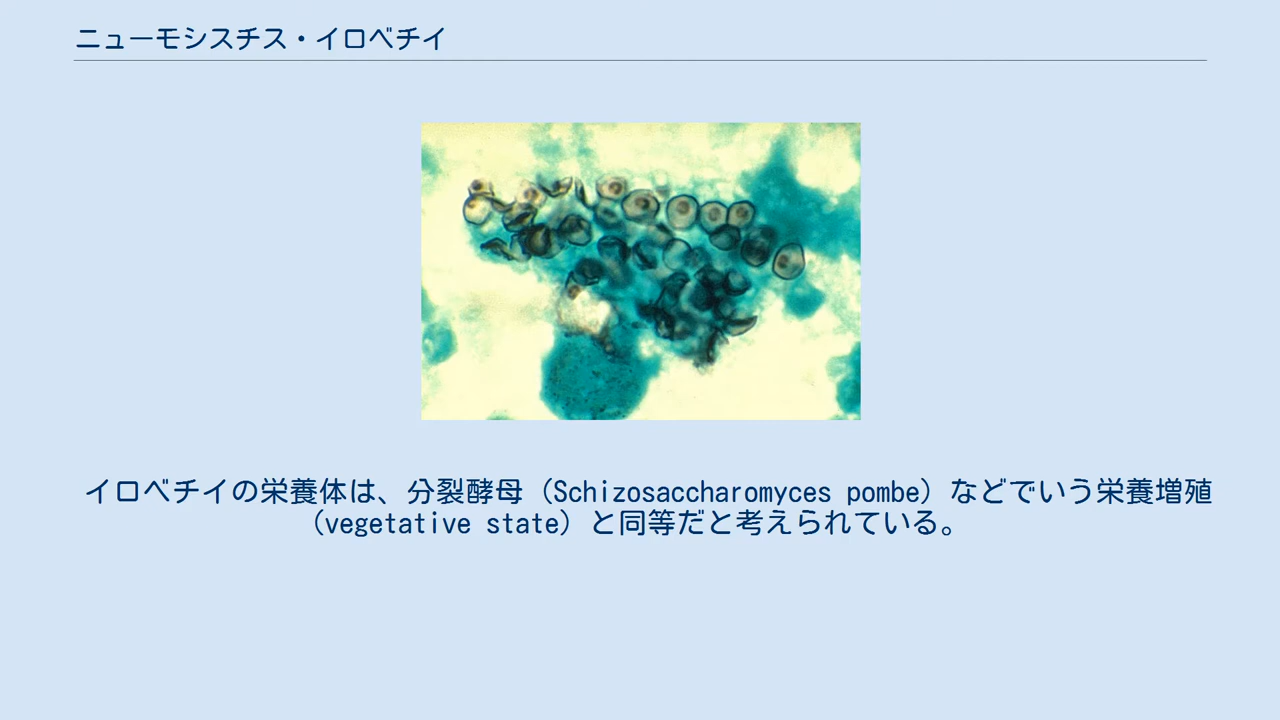 ニューモシスチス・イロベチイ
イロベチイの栄養体は、分裂酵母（Schizosaccharomyces pombe）などでいう栄養増殖
（vegetative state）と同等だと考えられている。